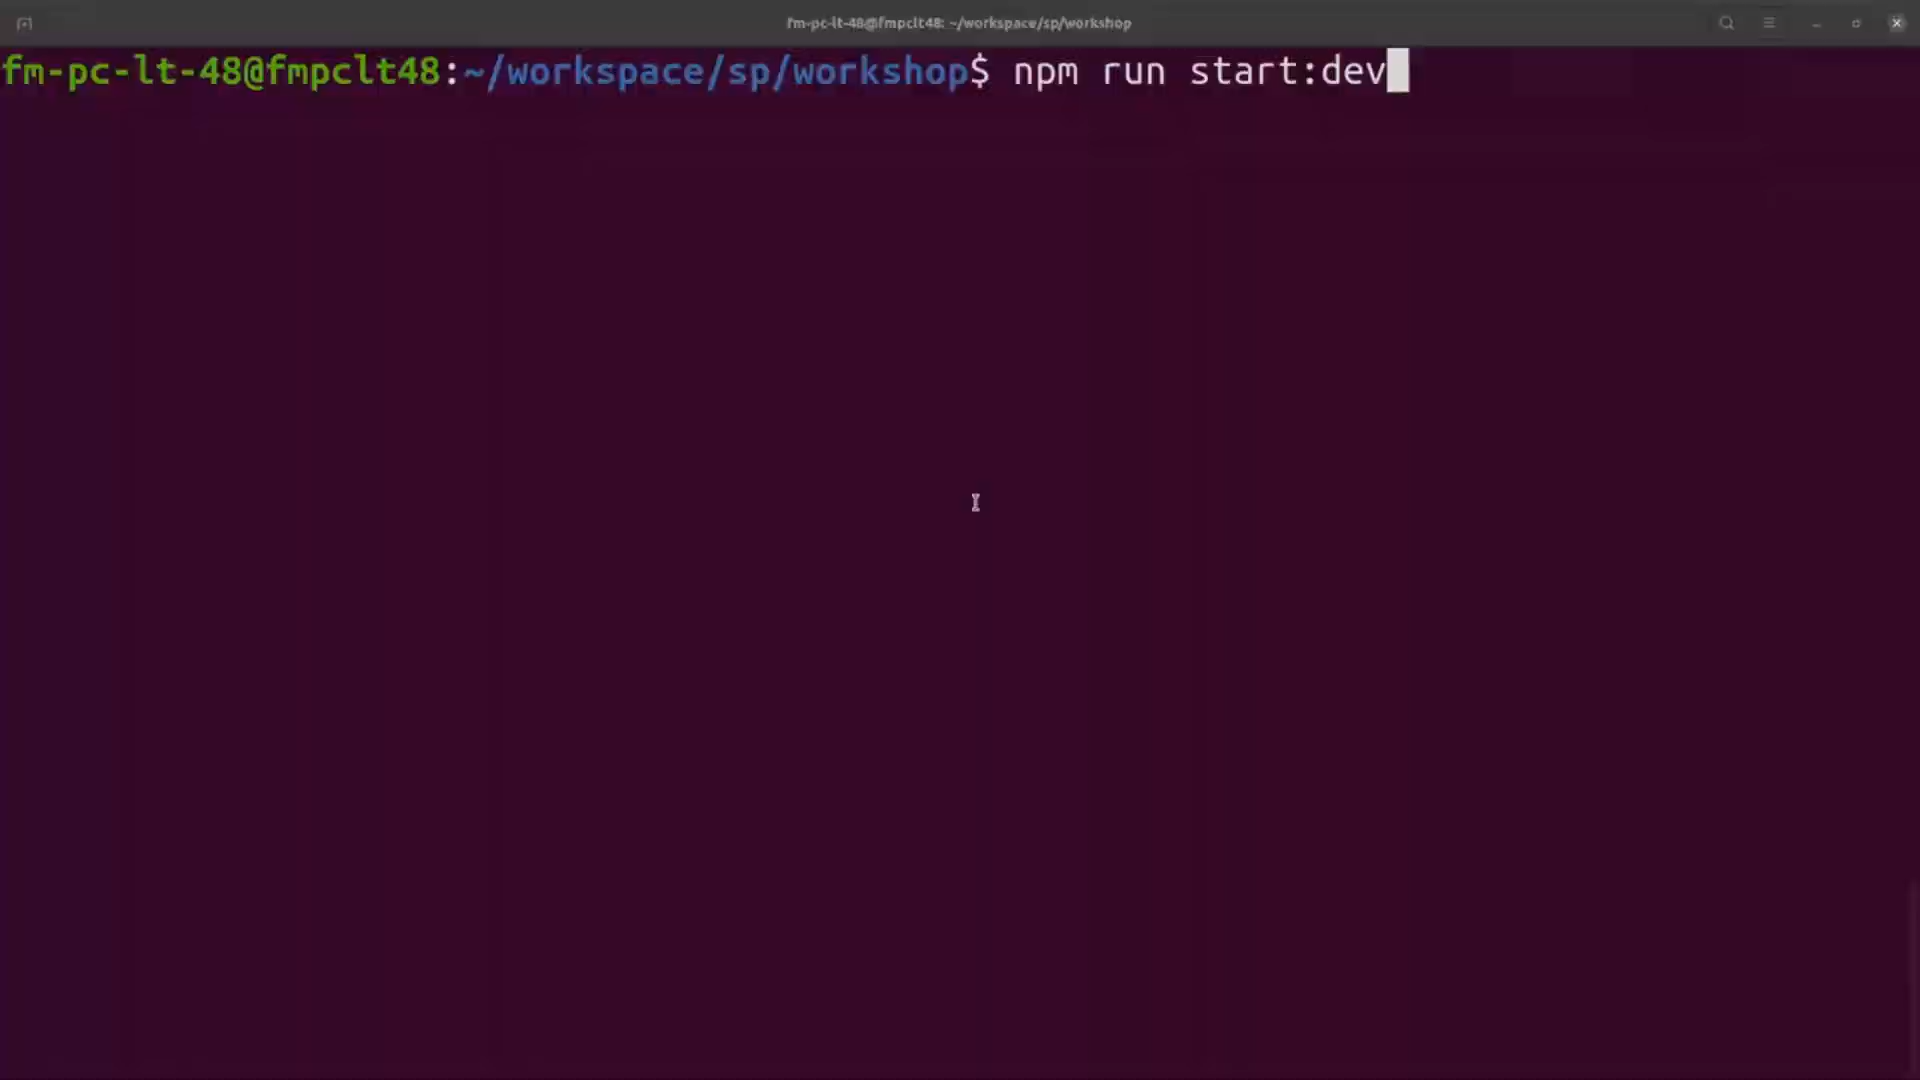 fm-pc-lt-48@fmpclt48: ~/workspace/sp/workshop
fm-pc-lt-48@fmpclt48:~/workspace/sp/workshop$ npm run start:dev